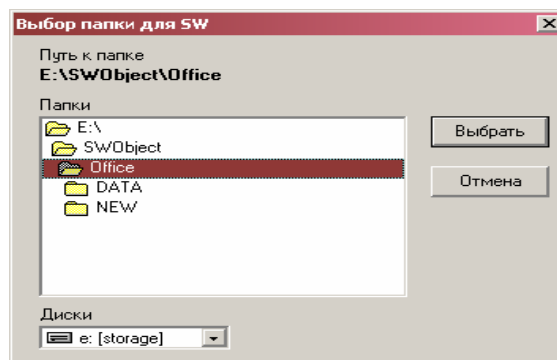 Выбор папки для SW
Путь к папке
E:\SWObject\Office
Папки
E:\
SWObject
Office
DATA
NEW
Выбрать
Отмена
Диски
e: [storage]